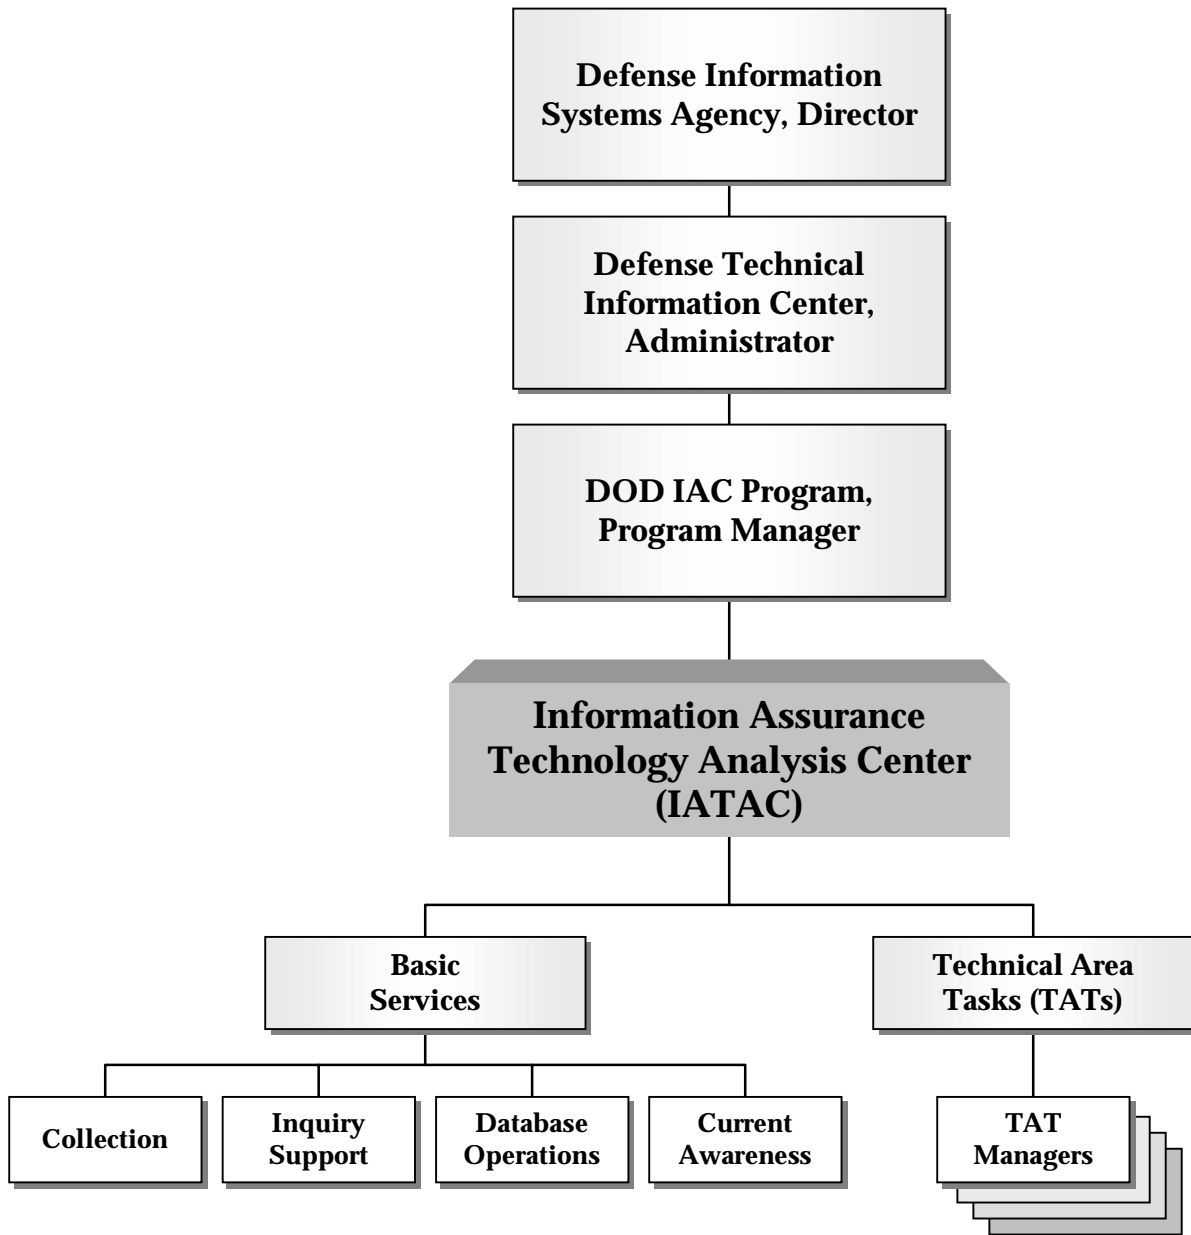 Defense Information
Systems Agency, Director
Defense Technical
Information Center,
Administrator
DOD IAC Program,
Program Manager
Information Assurance
Technology Analysis Center
(IATAC)
Basic
Services
Technical Area
Tasks (TATs)
Collection
Inquiry
Support
Database
Operations
Current
Awareness
TAT
Managers